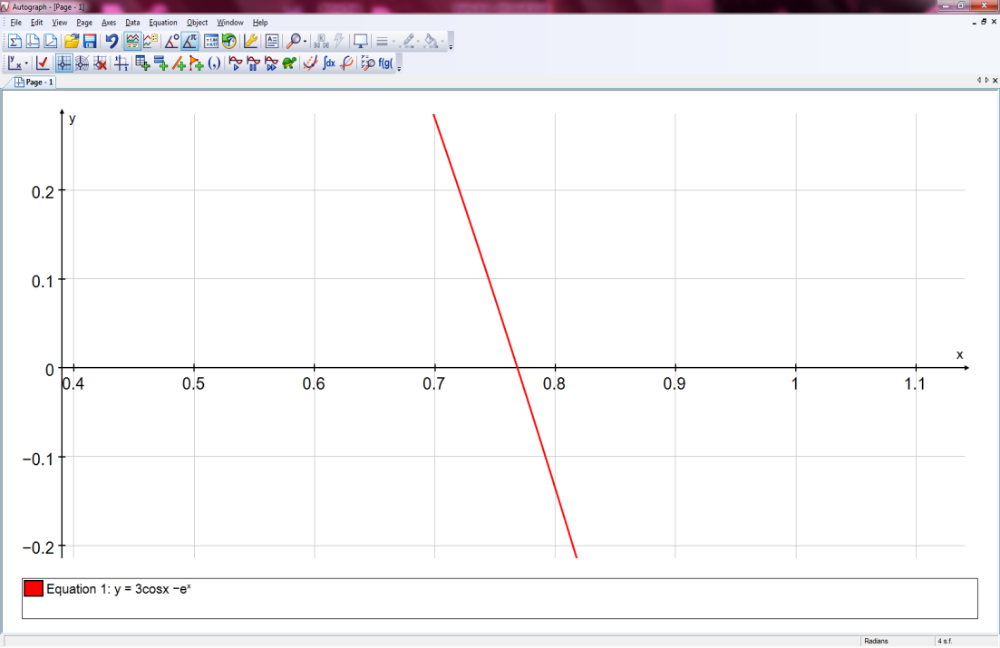 Autograph - [Page - 1]
File Edit View Page Axes Data Equation Object Window Help
Page - 1
y
0.2
0.1
0
x
0.4 0.5 0.6 0.7 0.8 0.9 1 1.1
−0.1
−0.2
Equation 1: y = 3cosx −eˣ
Radians 4 s.f.